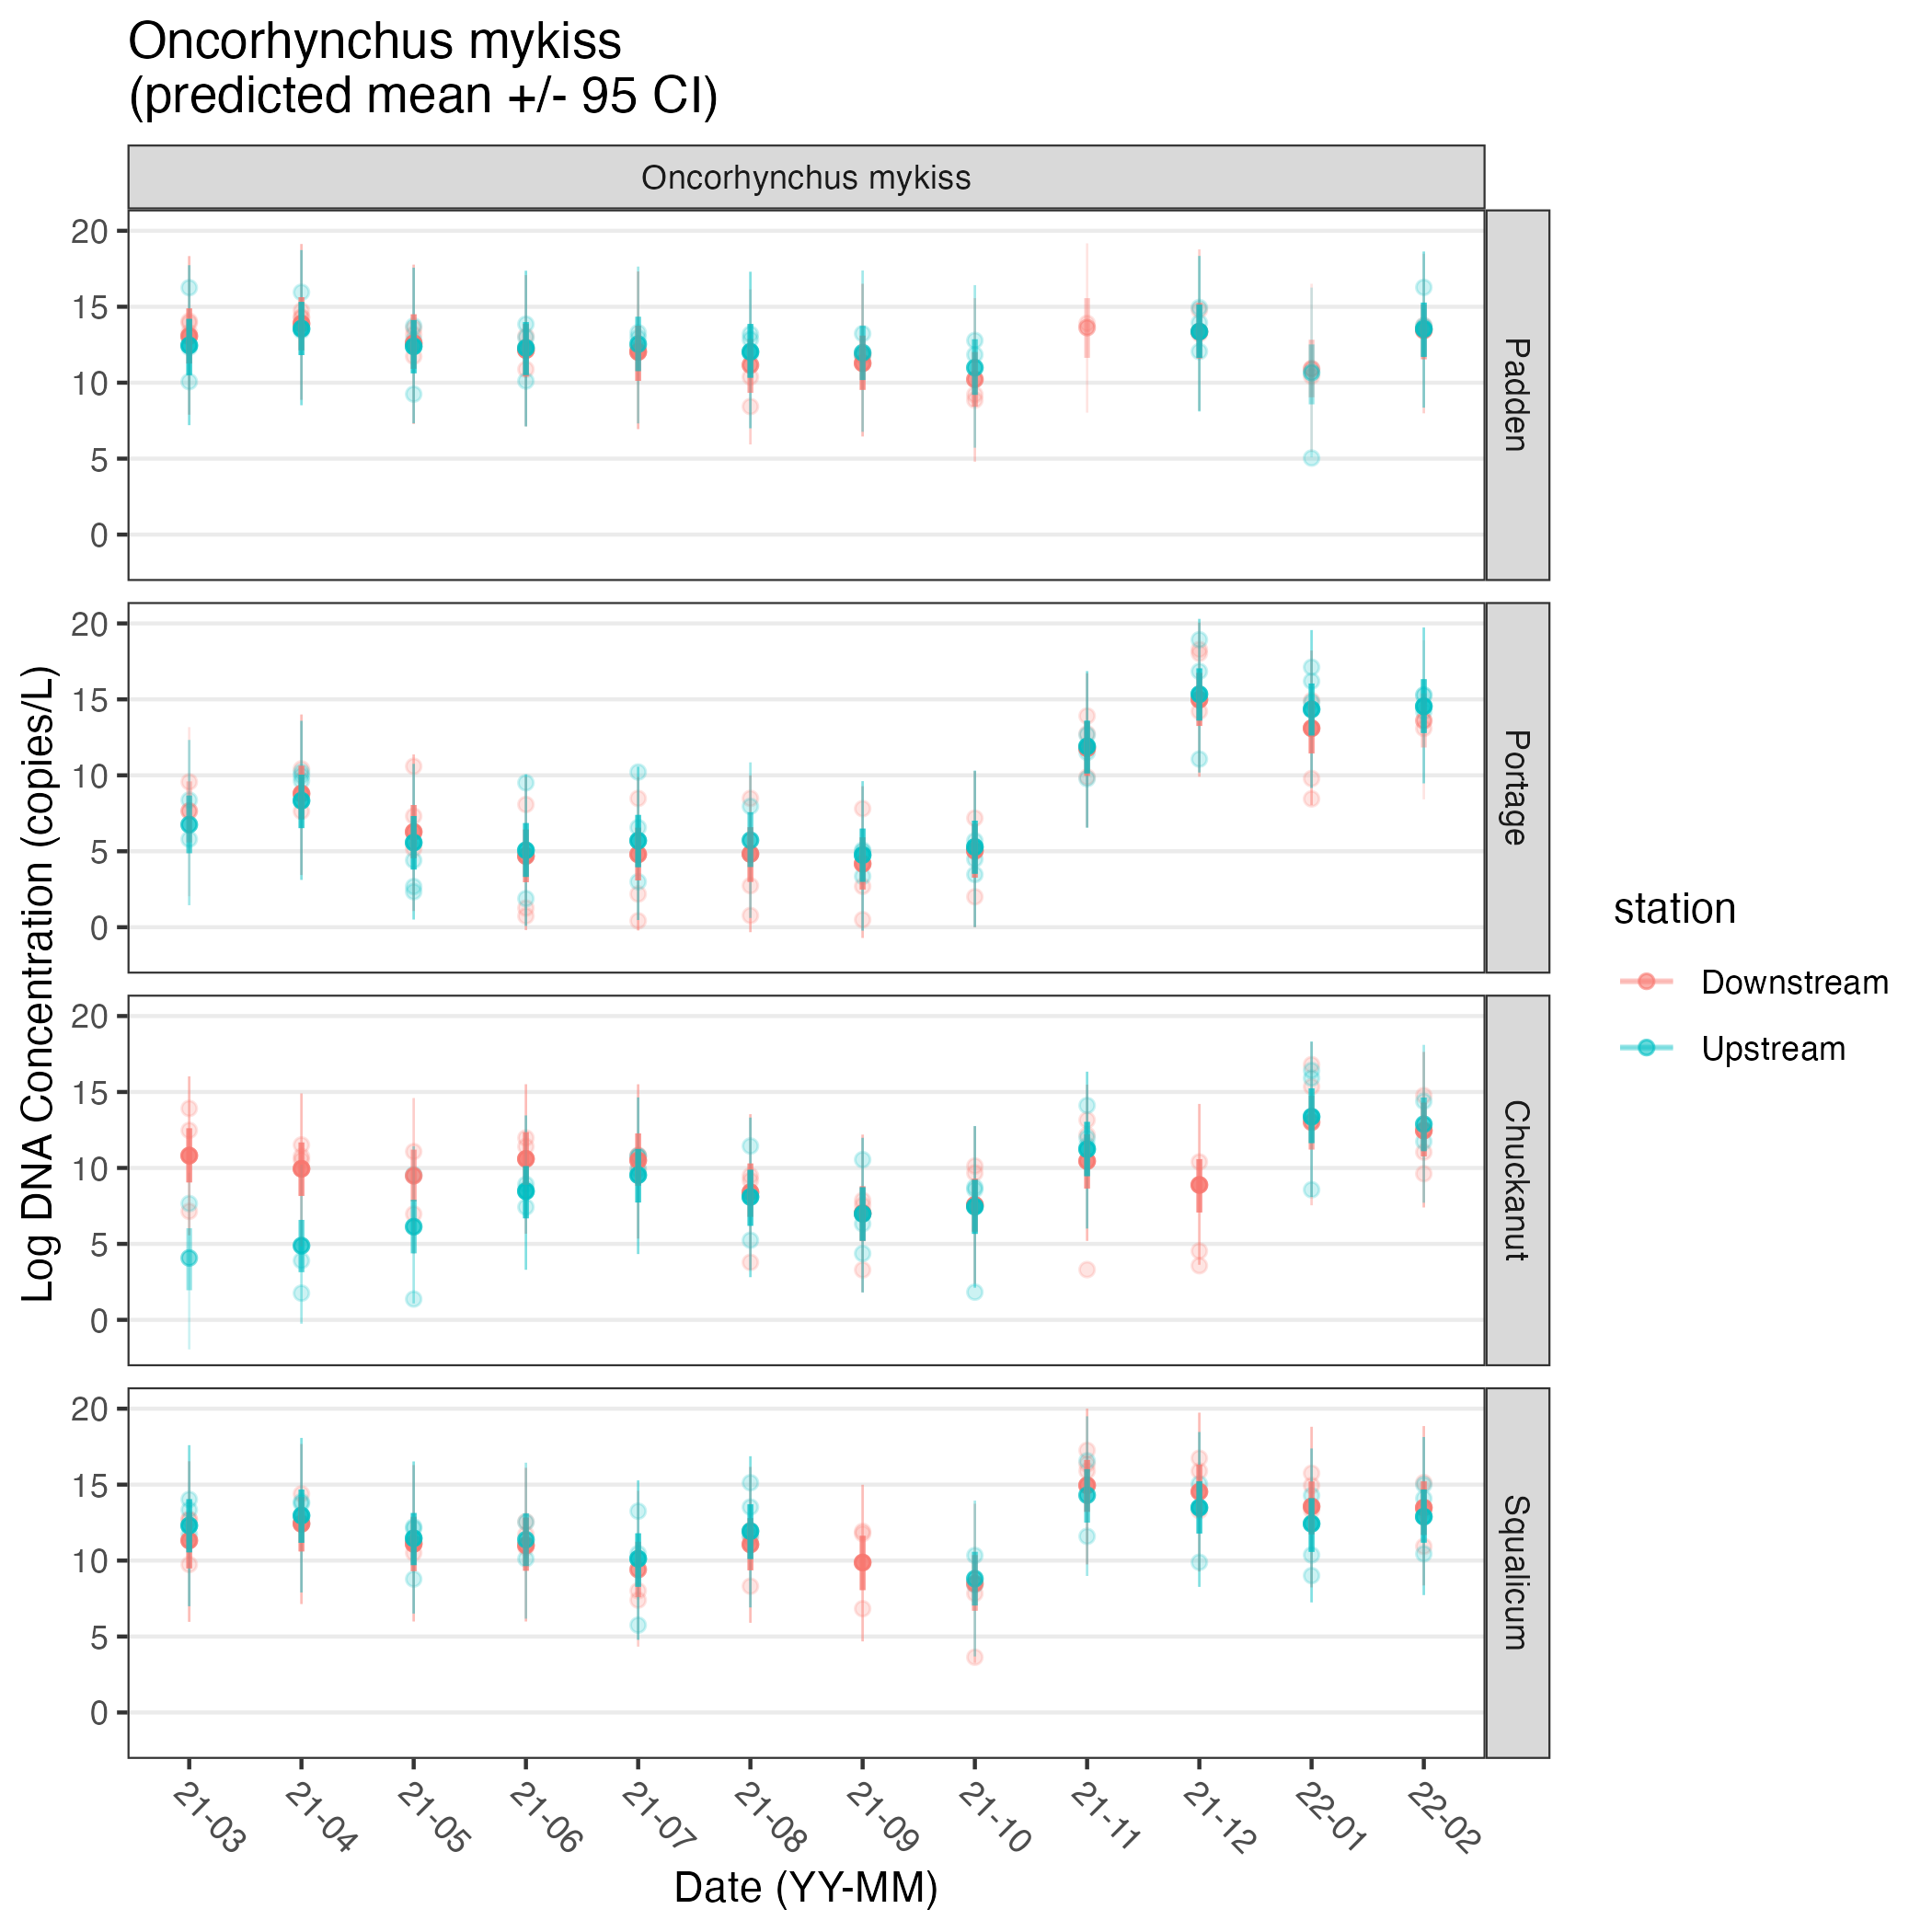 Oncorhynchus mykiss
(predicted mean +/- 95 CI)
Oncorhynchus mykiss
Log DNA Concentration (copies/L)
20
15
10
5
0
Padden
20
15
10
5
0
Portage
20
15
10
5
0
Chuckanut
20
15
10
5
0
Squalicum
21-03
21-04
21-05
21-06
21-07
21-08
21-09
21-10
21-11
21-12
22-01
22-02
Date (YY-MM)
station
Downstream
Upstream